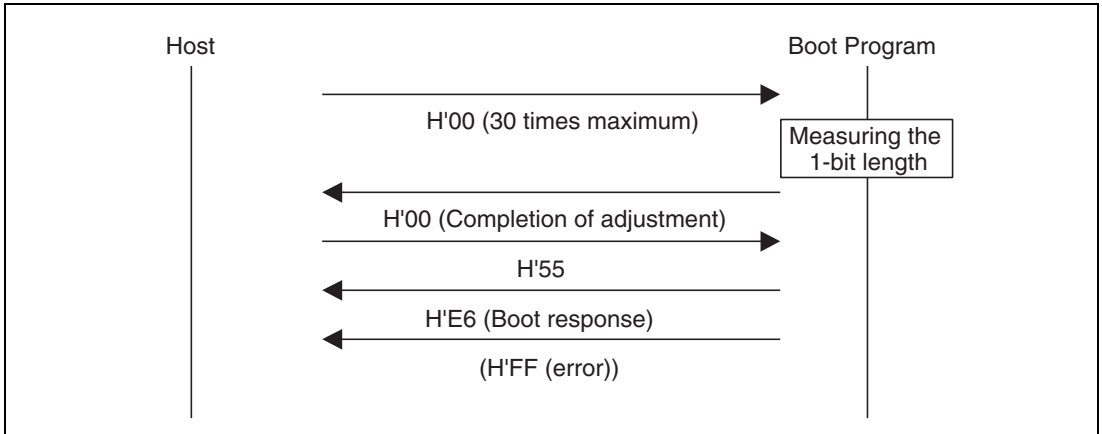 Host
Boot Program
H'00 (30 times maximum)
Measuring the
1-bit length
H'00 (Completion of adjustment)
H'55
H'E6 (Boot response)
(H'FF (error))